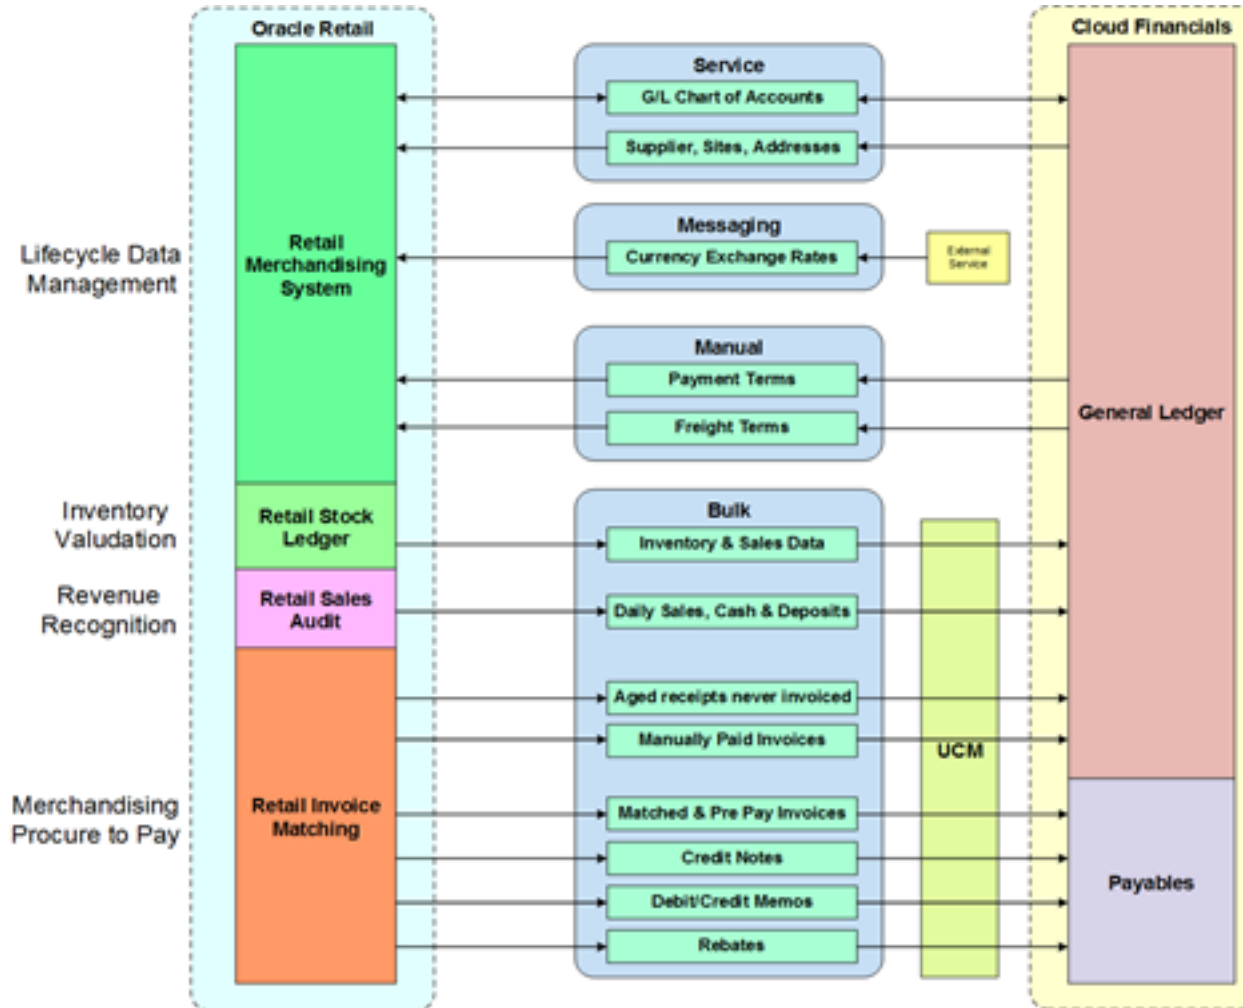 Oracle Retail
Cloud Financials
Service
G/L Chart of Accounts
Supplier, Sites, Addresses
Messaging
Currency Exchange Rates
External
Service
Manual
Payment Terms
Freight Terms
Lifecycle Data
Management
Retail
Merchandising
System
General Ledger
Inventory
Valudation
Retail Stock
Ledger
Bulk
Inventory & Sales Data
Revenue
Recognition
Retail Sales
Audit
Daily Sales, Cash & Deposits
Aged receipts never invoiced
Manually Paid Invoices
UCM
Merchandising
Procure to Pay
Retail Invoice
Matching
Matched & Pre Pay Invoices
Credit Notes
Debit/Credit Memos
Rebates
Payables